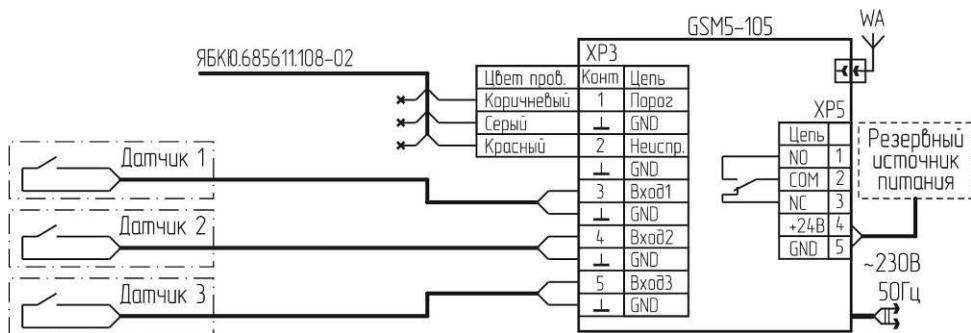 GSM5-105
WA
ЯБКЮ.685611.108-02
XP3
Цвет пров. Конт Цепь
Коричневый 1 Порог
Серый ⊥ GND
Красный 2 Неиспр.
⊥ GND
3 Вход1
⊥ GND
4 Вход2
⊥ GND
5 Вход3
⊥ GND
Датчик 1
Датчик 2
Датчик 3
XP5
Цепь
NO 1
COM 2
NC 3
+24В 4
GND 5
Резервный
источник
питания
~230В
50Гц